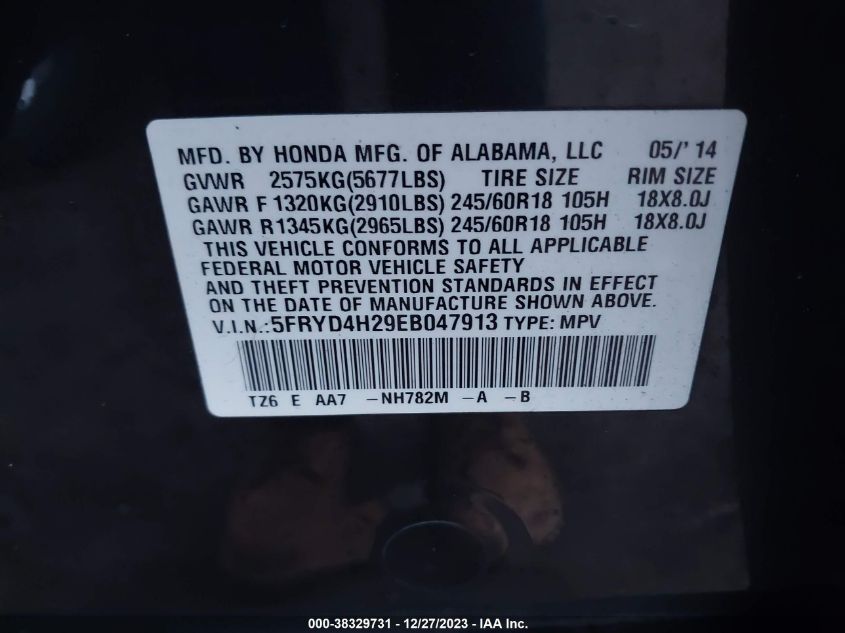 MFD. BY HONDA MFG. OF ALABAMA, LLC 05/' 14
GVWR 2575KG(5677LBS) TIRE SIZE RIM SIZE
GAWR F 1320KG(2910LBS) 245/60R18 105H 18X8.0J
GAWR R1345KG(2965LBS) 245/60R18 105H 18X8.0J
THIS VEHICLE CONFORMS TO ALL APPLICABLE
FEDERAL MOTOR VEHICLE SAFETY
AND THEFT PREVENTION STANDARDS IN EFFECT
ON THE DATE OF MANUFACTURE SHOWN ABOVE.
V.I.N.:5FRYD4H29EB047913 TYPE: MPV
TZ6 E AA7 -NH782M -A -B
000-38329731 - 12/27/2023 - IAA Inc.